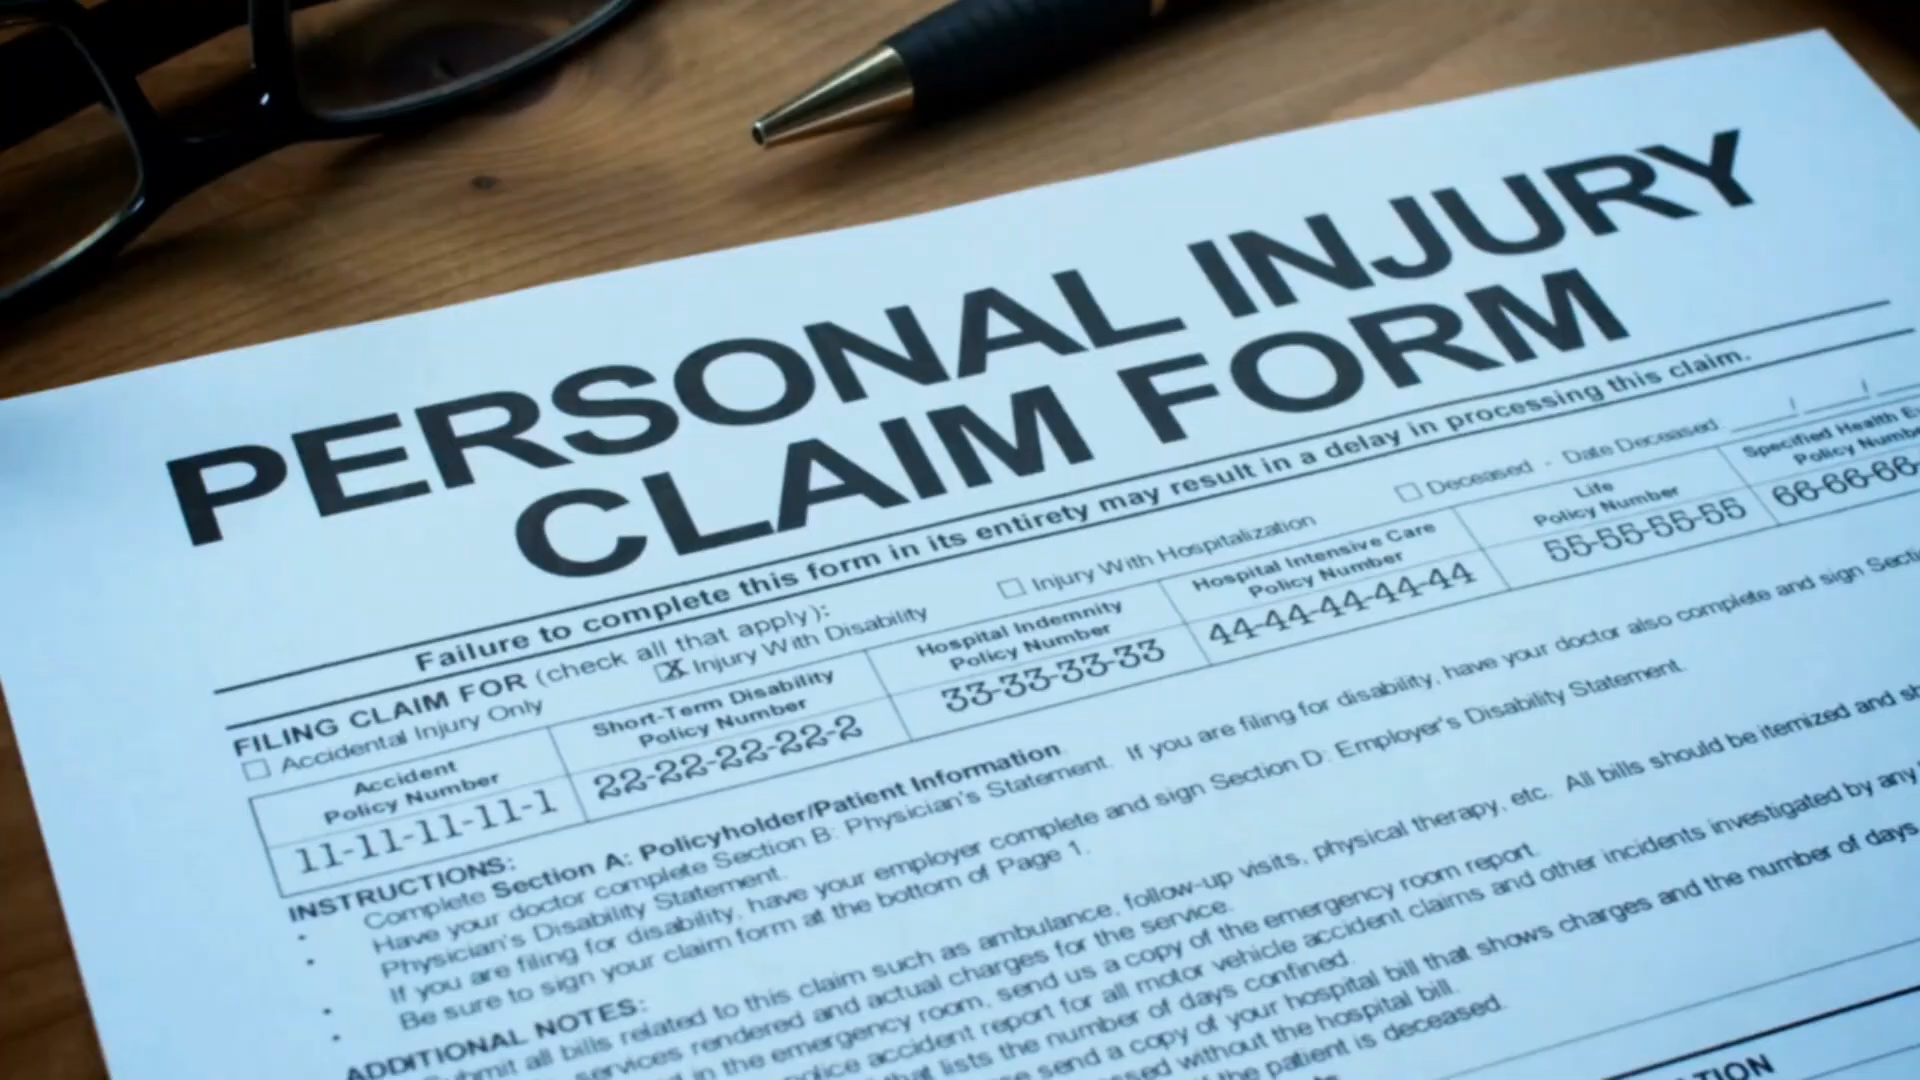 PERSONAL INJURY
CLAIM FORM
Failure to complete this form in its entirety may result in a delay in processing this claim.
FILING CLAIM FOR (check all that apply):
☐ Accidental Injury Only ☒ Injury With Disability ☐ Injury With Hospitalization ☐ Deceased - Date Deceased / /
Accident Policy Number
11-11-11-11-1
Short-Term Disability Policy Number
22-22-22-22-2
Hospital Indemnity Policy Number
33-33-33-33
Hospital Intensive Care Policy Number
44-44-44-44-44
Life Policy Number
55-55-55-55
Specified Health
Policy
66-66-66-
INSTRUCTIONS:
• Complete Section A: Policyholder/Patient Information.
• Have your doctor complete Section B: Physician's Statement. If you are filing for disability, have your doctor also complete and sign
Physician's Disability Statement.
• If you are filing for disability, have your employer complete and sign Section D: Employer's Disability Statement.
• Be sure to sign your claim form at the bottom of Page 1.
ADDITIONAL NOTES:
all bills related to this claim such as ambulance, follow-up visits, physical therapy, etc. All bills should be itemized and
services rendered and actual charges for the service.
in the emergency room, send us a copy of the emergency room report.
accident report for all motor vehicle accident claims and other incidents investigated by any
that lists the number of days confined.
send a copy of your hospital bill that shows charges and the number of days
without the hospital bill.
the patient is deceased.